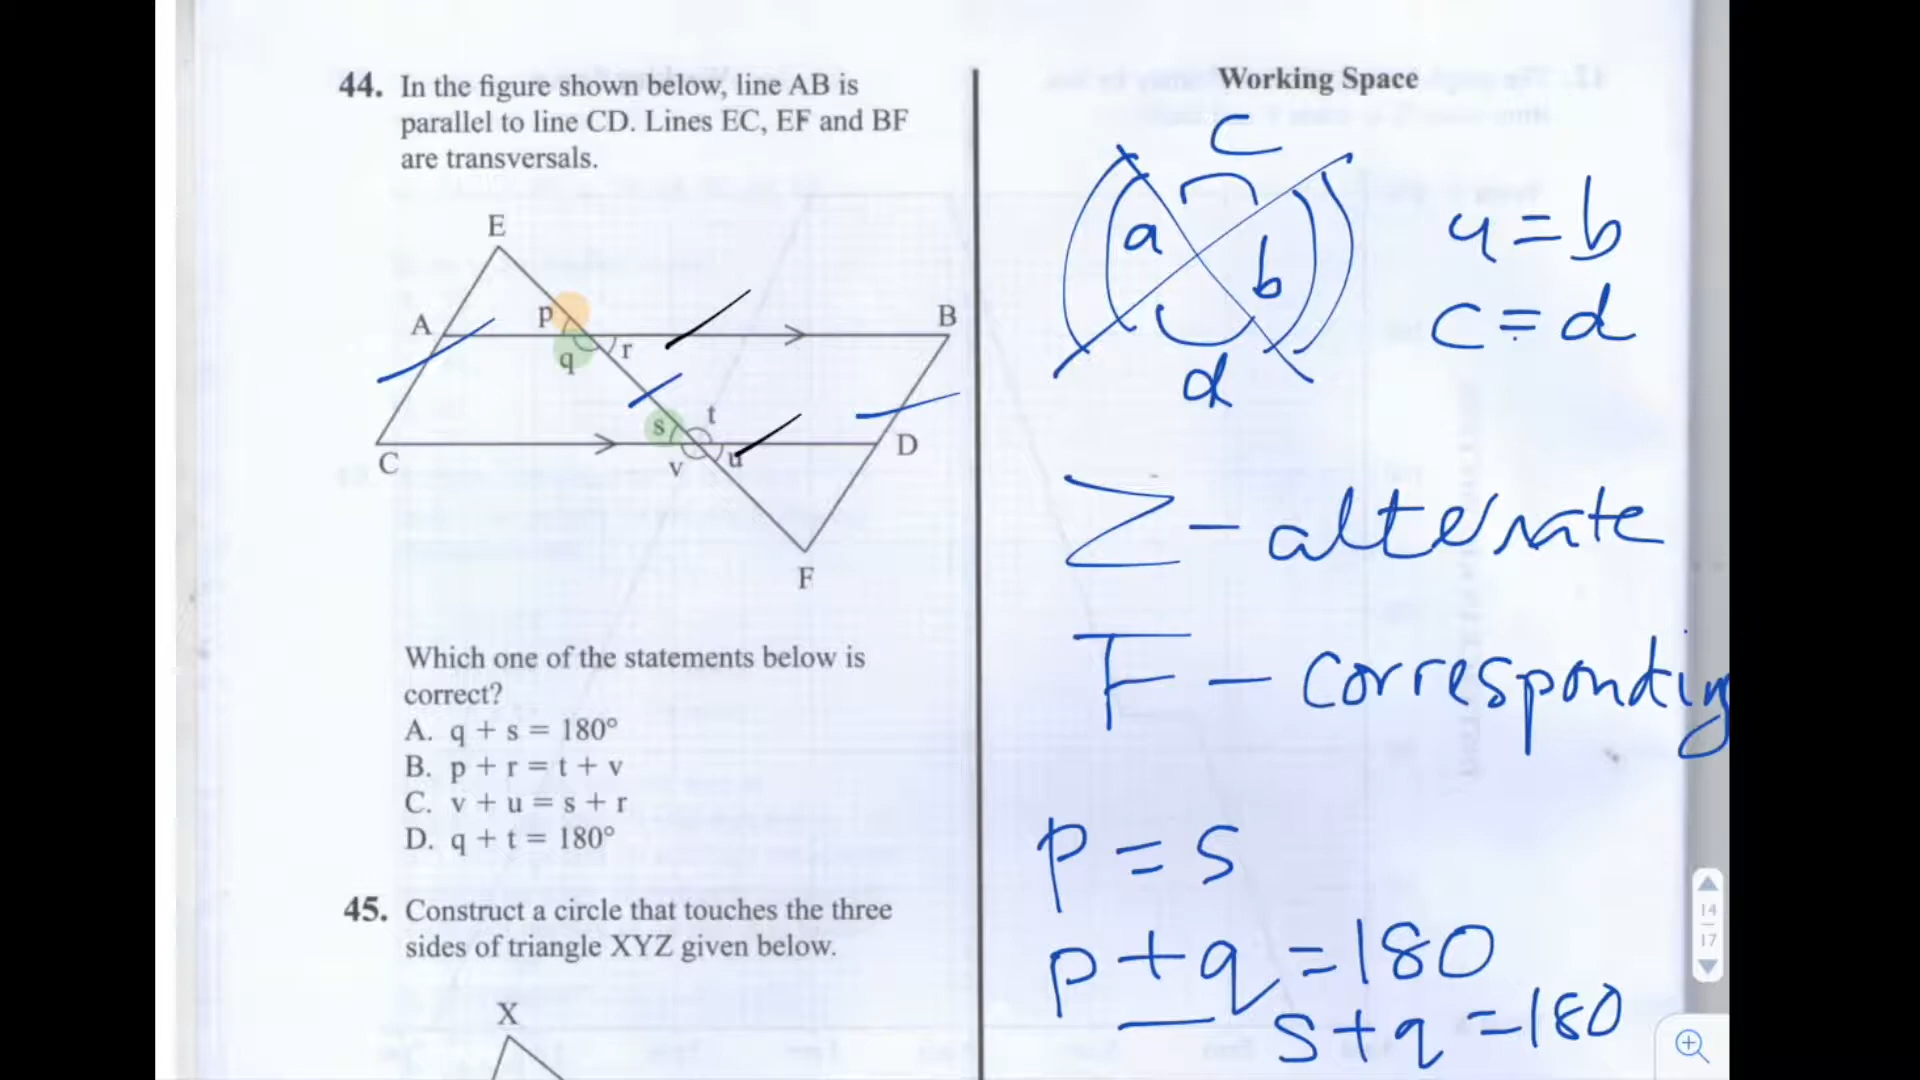 44. In the figure shown below, line AB is
parallel to line CD. Lines EC, EF and BF
are transversals.
E
A
p
B
q
r
s
t
C
v
u
D
F
Which one of the statements below is
correct?
A. q + s = 180°
B. p + r = t + v
C. v + u = s + r
D. q + t = 180°
45. Construct a circle that touches the three
sides of triangle XYZ given below.
X
Working Space
c
a
b
d
a = b
c = d
Z - alternate
F - corresponding
p = s
p + q = 180
s + q = 180
14
17